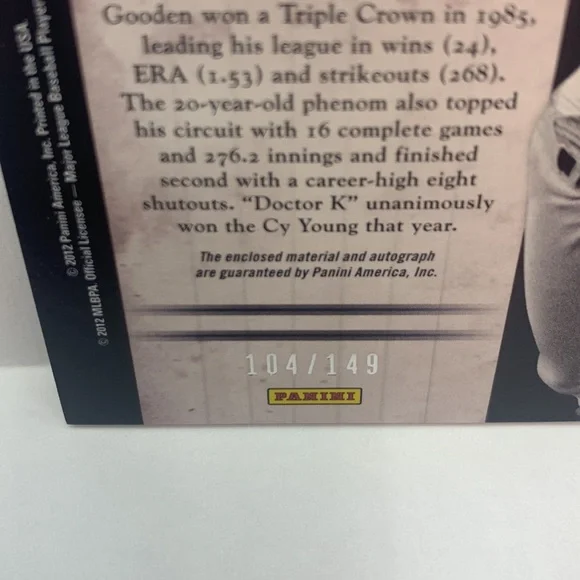 Gooden won a Triple Crown in 1985,
leading his league in wins (24),
ERA (1.53) and strikeouts (268).
The 20-year-old phenom also topped
his circuit with 16 complete games
and 276.2 innings and finished
second with a career-high eight
shutouts. “Doctor K” unanimously
won the Cy Young that year.
The enclosed material and autograph
are guaranteed by Panini America, Inc.
104/149
PANINI
© 2012 Panini America, Inc. Printed in the USA.
© 2012 MLBPA. Official Licensee — Major League Baseball Player